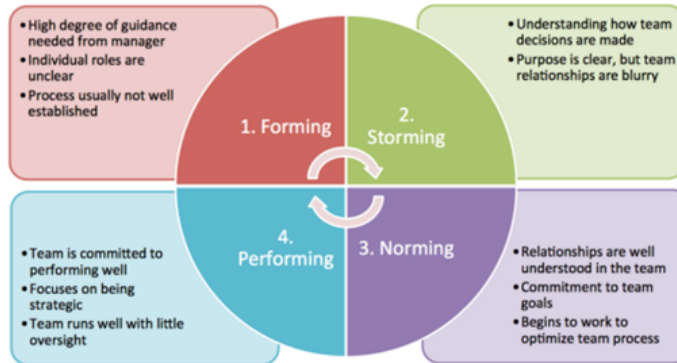 • High degree of guidance
needed from manager
• Individual roles are
unclear
• Process usually not well
established
• Understanding how team
decisions are made
• Purpose is clear, but team
relationships are blurry
1. Forming
2.
Storming
4.
Performing
3. Norming
• Team is committed to
performing well
• Focuses on being
strategic
• Team runs well with little
oversight
• Relationships are well
understood in the team
• Commitment to team
goals
• Begins to work to
optimize team process